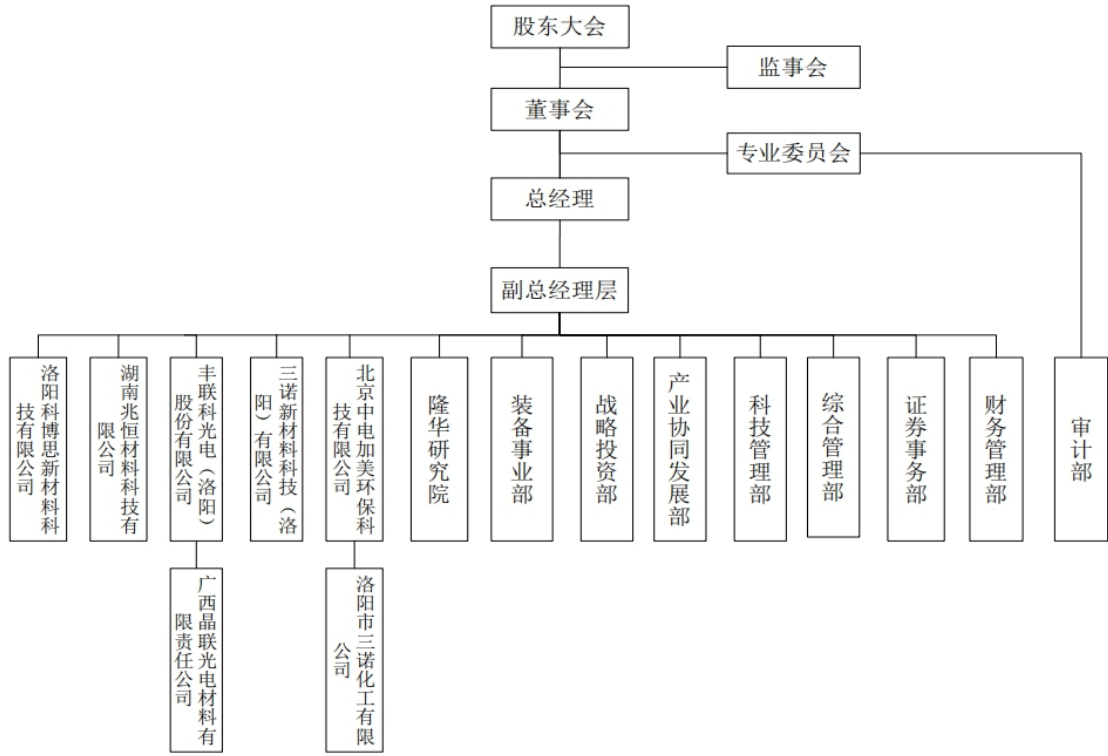 股东大会
监事会
董事会
专业委员会
总经理
副总经理层
洛阳科博思新材料科
技有限公司
湖南兆恒材料科技有
限公司
丰联科光电（洛阳）
股份有限公司
三诺新材料科技（洛
阳）有限公司
北京中电加美环保科
技有限公司
隆华研究院
装备事业部
战略投资部
产业协同发展部
科技管理部
综合管理部
证券事务部
财务管理部
审计部
广西晶联光电材料有
限责任公司
洛阳市三诺化工有限
公司